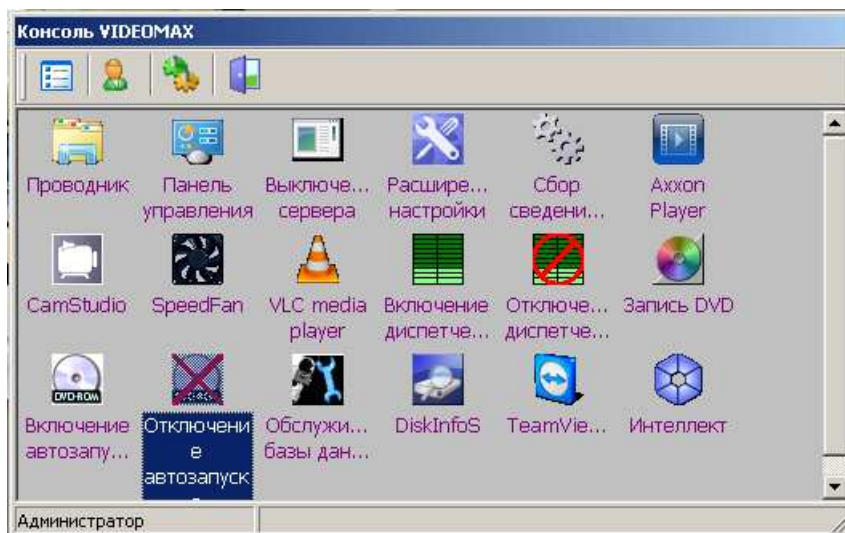 Консоль VIDEOMAX
Проводник
Панель
управления
Выключе...
сервера
Расшире...
настройки
Сбор
сведени...
Axxon
Player
CamStudio
SpeedFan
VLC media
player
Включение
диспетче...
Отключе...
диспетче...
Запись DVD
DVD-ROM
Включение
автозапу...
Отключени
е
автозапуск
Обслужи...
базы дан...
DiskInfoS
TeamVie...
Интеллект
Администратор